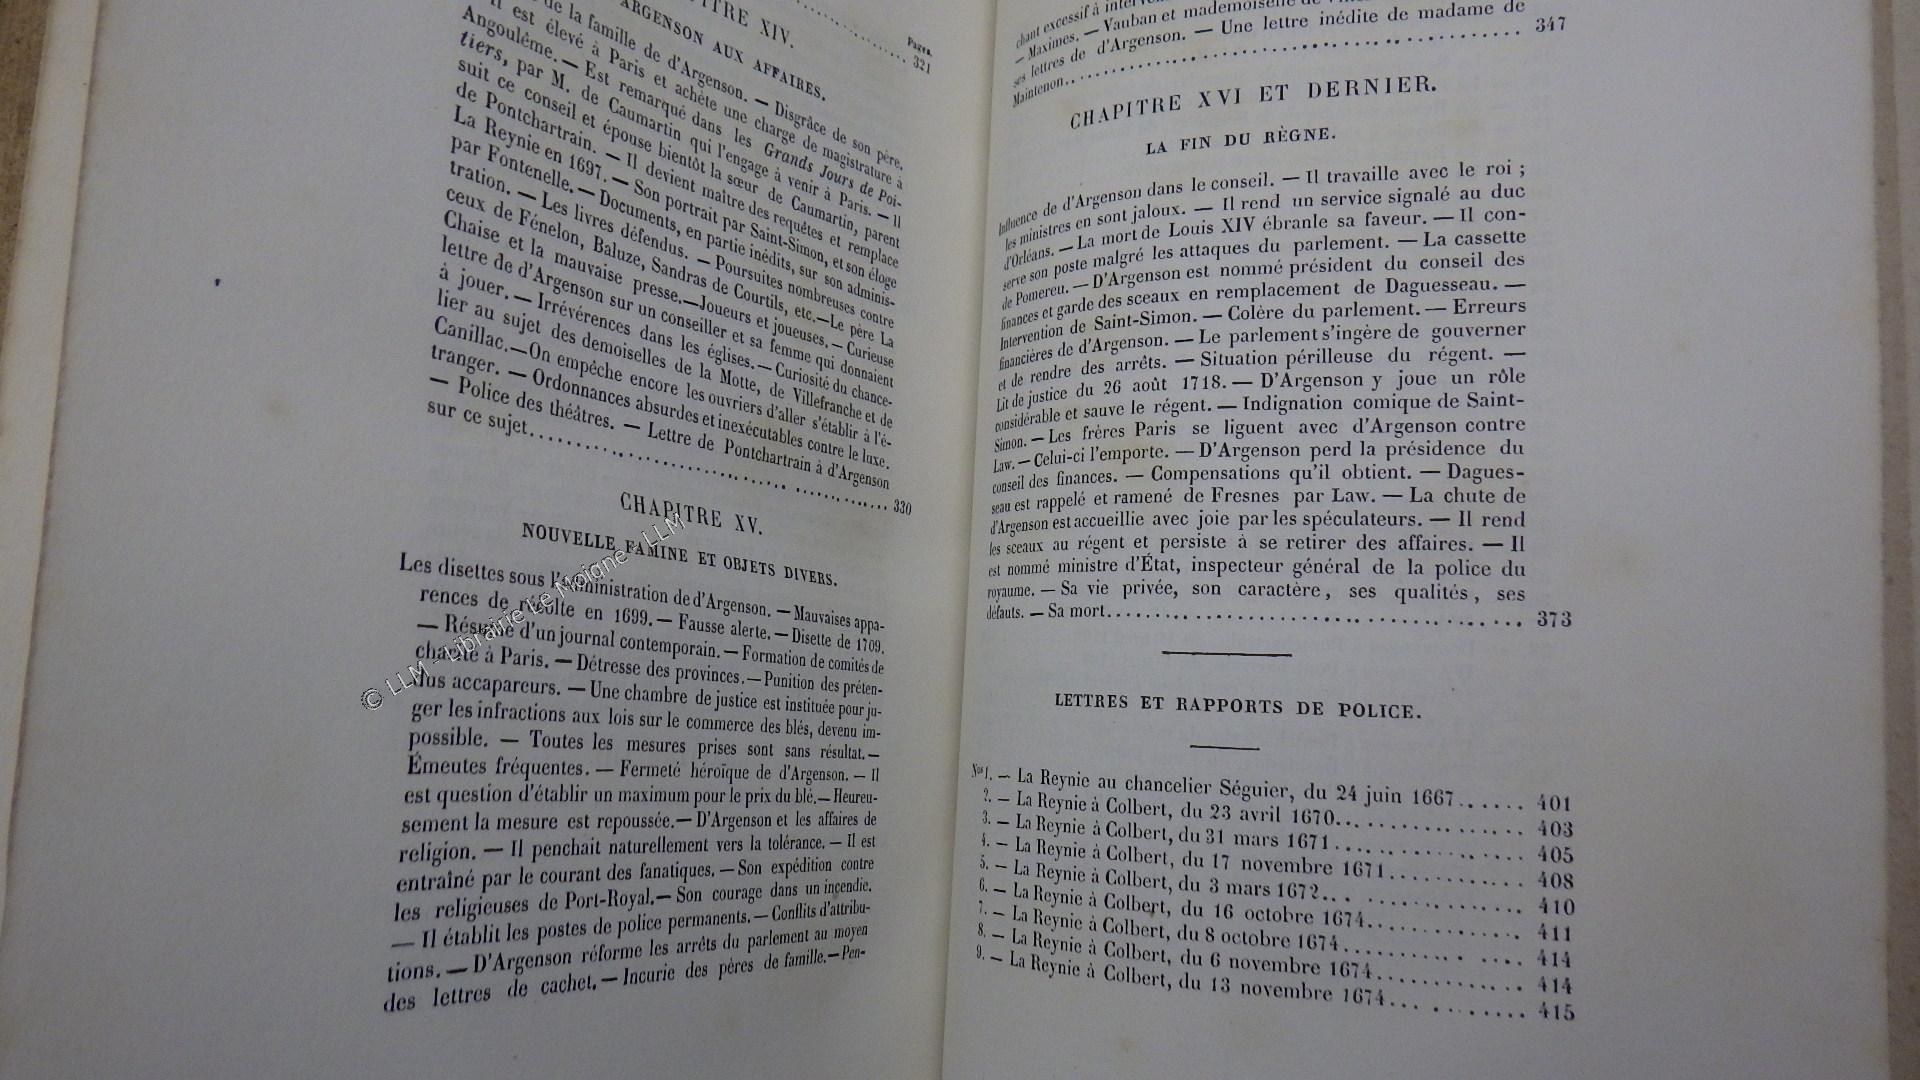 Pages.
321
PITRE XIV.
ARGENSON AUX AFFAIRES.
de la famille de d'Argenson. — Disgrâce de son père.
Il est élevé à Paris et achète une charge de magistrature à
Angoulême. — Est remarqué dans les Grands Jours de Poi-
tiers, par M. de Caumartin qui l'engage à venir à Paris. — Il
suit ce conseil et épouse bientôt la sœur de Caumartin, parent
de Pontchartrain. — Il devient maître des requêtes et remplace
La Reynie en 1697. — Son portrait par Saint-Simon, et son éloge
par Fontenelle. — Documents, en partie inédits, sur son adminis-
tration. — Les livres défendus. — Poursuites nombreuses contre
ceux de Fénelon, Baluze, Sandras de Courtils, etc. — Le père La
Chaise et la mauvaise presse. — Joueurs et joueuses. — Curieuse
lettre de d'Argenson sur un conseiller et sa femme qui donnaient
à jouer. — Irrévérences dans les églises. — Curiosité du chance-
lier au sujet des demoiselles de la Motte, de Villefranche et de
Canillac. — On empêche encore les ouvriers d'aller s'établir à l'é-
tranger. — Ordonnances absurdes et inexécutables contre le luxe.
— Police des théâtres. — Lettre de Pontchartrain à d'Argenson
sur ce sujet........................................ 330
CHAPITRE XV.
NOUVELLE FAMINE ET OBJETS DIVERS.
Les disettes sous l'administration de d'Argenson. — Mauvaises appa-
rences de récolte en 1699. — Fausse alerte. — Disette de 1709.
— Résumé d'un journal contemporain. — Formation de comités de
charité à Paris. — Détresse des provinces. — Punition des préten-
dus accapareurs. — Une chambre de justice est instituée pour ju-
ger les infractions aux lois sur le commerce des blés, devenu im-
possible. — Toutes les mesures prises sont sans résultat. —
Émeutes fréquentes. — Fermeté héroïque de d'Argenson. — Il
est question d'établir un maximum pour le prix du blé. — Heureu-
sement la mesure est repoussée. — D'Argenson et les affaires de
religion. — Il penchait naturellement vers la tolérance. — Il est
entraîné par le courant des fanatiques. — Son expédition contre
les religieuses de Port-Royal. — Son courage dans un incendie.
— Il établit les postes de police permanents. — Conflits d'attribu-
tions. — D'Argenson réforme les arrêts du parlement au moyen
des lettres de cachet. — Incurie des pères de famille. — Pen-
© LLM - Librairie Le Moigne - LLM
chant excessif à
— Maximes. — Vauban et mademoiselle de
ses lettres de d'Argenson. — Une lettre inédite de madame de
Maintenon........................................ 347
CHAPITRE XVI ET DERNIER.
LA FIN DU RÈGNE.
Influence de d'Argenson dans le conseil. — Il travaille avec le roi ;
les ministres en sont jaloux. — Il rend un service signalé au duc
d'Orléans. — La mort de Louis XIV ébranle sa faveur. — Il con-
serve son poste malgré les attaques du parlement. — La cassette
de Pomereu. — D'Argenson est nommé président du conseil des
finances et garde des sceaux en remplacement de Daguesseau. —
Intervention de Saint-Simon. — Colère du parlement. — Erreurs
financières de d'Argenson. — Le parlement s'ingère de gouverner
et de rendre des arrêts. — Situation périlleuse du régent. —
Lit de justice du 26 août 1718. — D'Argenson y joue un rôle
considérable et sauve le régent. — Indignation comique de Saint-
Simon. — Les frères Paris se liguent avec d'Argenson contre
Law. — Celui-ci l'emporte. — D'Argenson perd la présidence du
conseil des finances. — Compensations qu'il obtient. — Dagues-
seau est rappelé et ramené de Fresnes par Law. — La chute de
d'Argenson est accueillie avec joie par les spéculateurs. — Il rend
les sceaux au régent et persiste à se retirer des affaires. — Il
est nommé ministre d'État, inspecteur général de la police du
royaume. — Sa vie privée, son caractère, ses qualités, ses
défauts. — Sa mort........................................ 373
LETTRES ET RAPPORTS DE POLICE.
Nos 1. — La Reynie au chancelier Séguier, du 24 juin 1667...... 401
2. — La Reynie à Colbert, du 23 avril 1670.................. 403
3. — La Reynie à Colbert, du 31 mars 1671.................. 405
4. — La Reynie à Colbert, du 17 novembre 1671............ 408
5. — La Reynie à Colbert, du 3 mars 1672.................. 410
6. — La Reynie à Colbert, du 16 octobre 1674............... 411
7. — La Reynie à Colbert, du 8 octobre 1674................ 414
8. — La Reynie à Colbert, du 6 novembre 1674.............. 414
9. — La Reynie à Colbert, du 13 novembre 1674............ 415